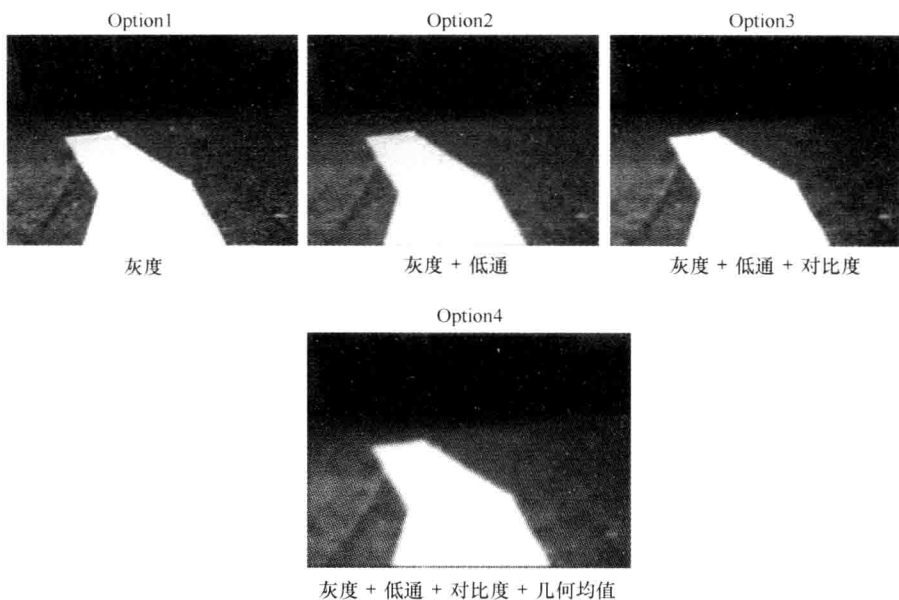 Option1
Option2
Option3
灰度
灰度 + 低通
灰度 + 低通 + 对比度
Option4
灰度 + 低通 + 对比度 + 几何均值